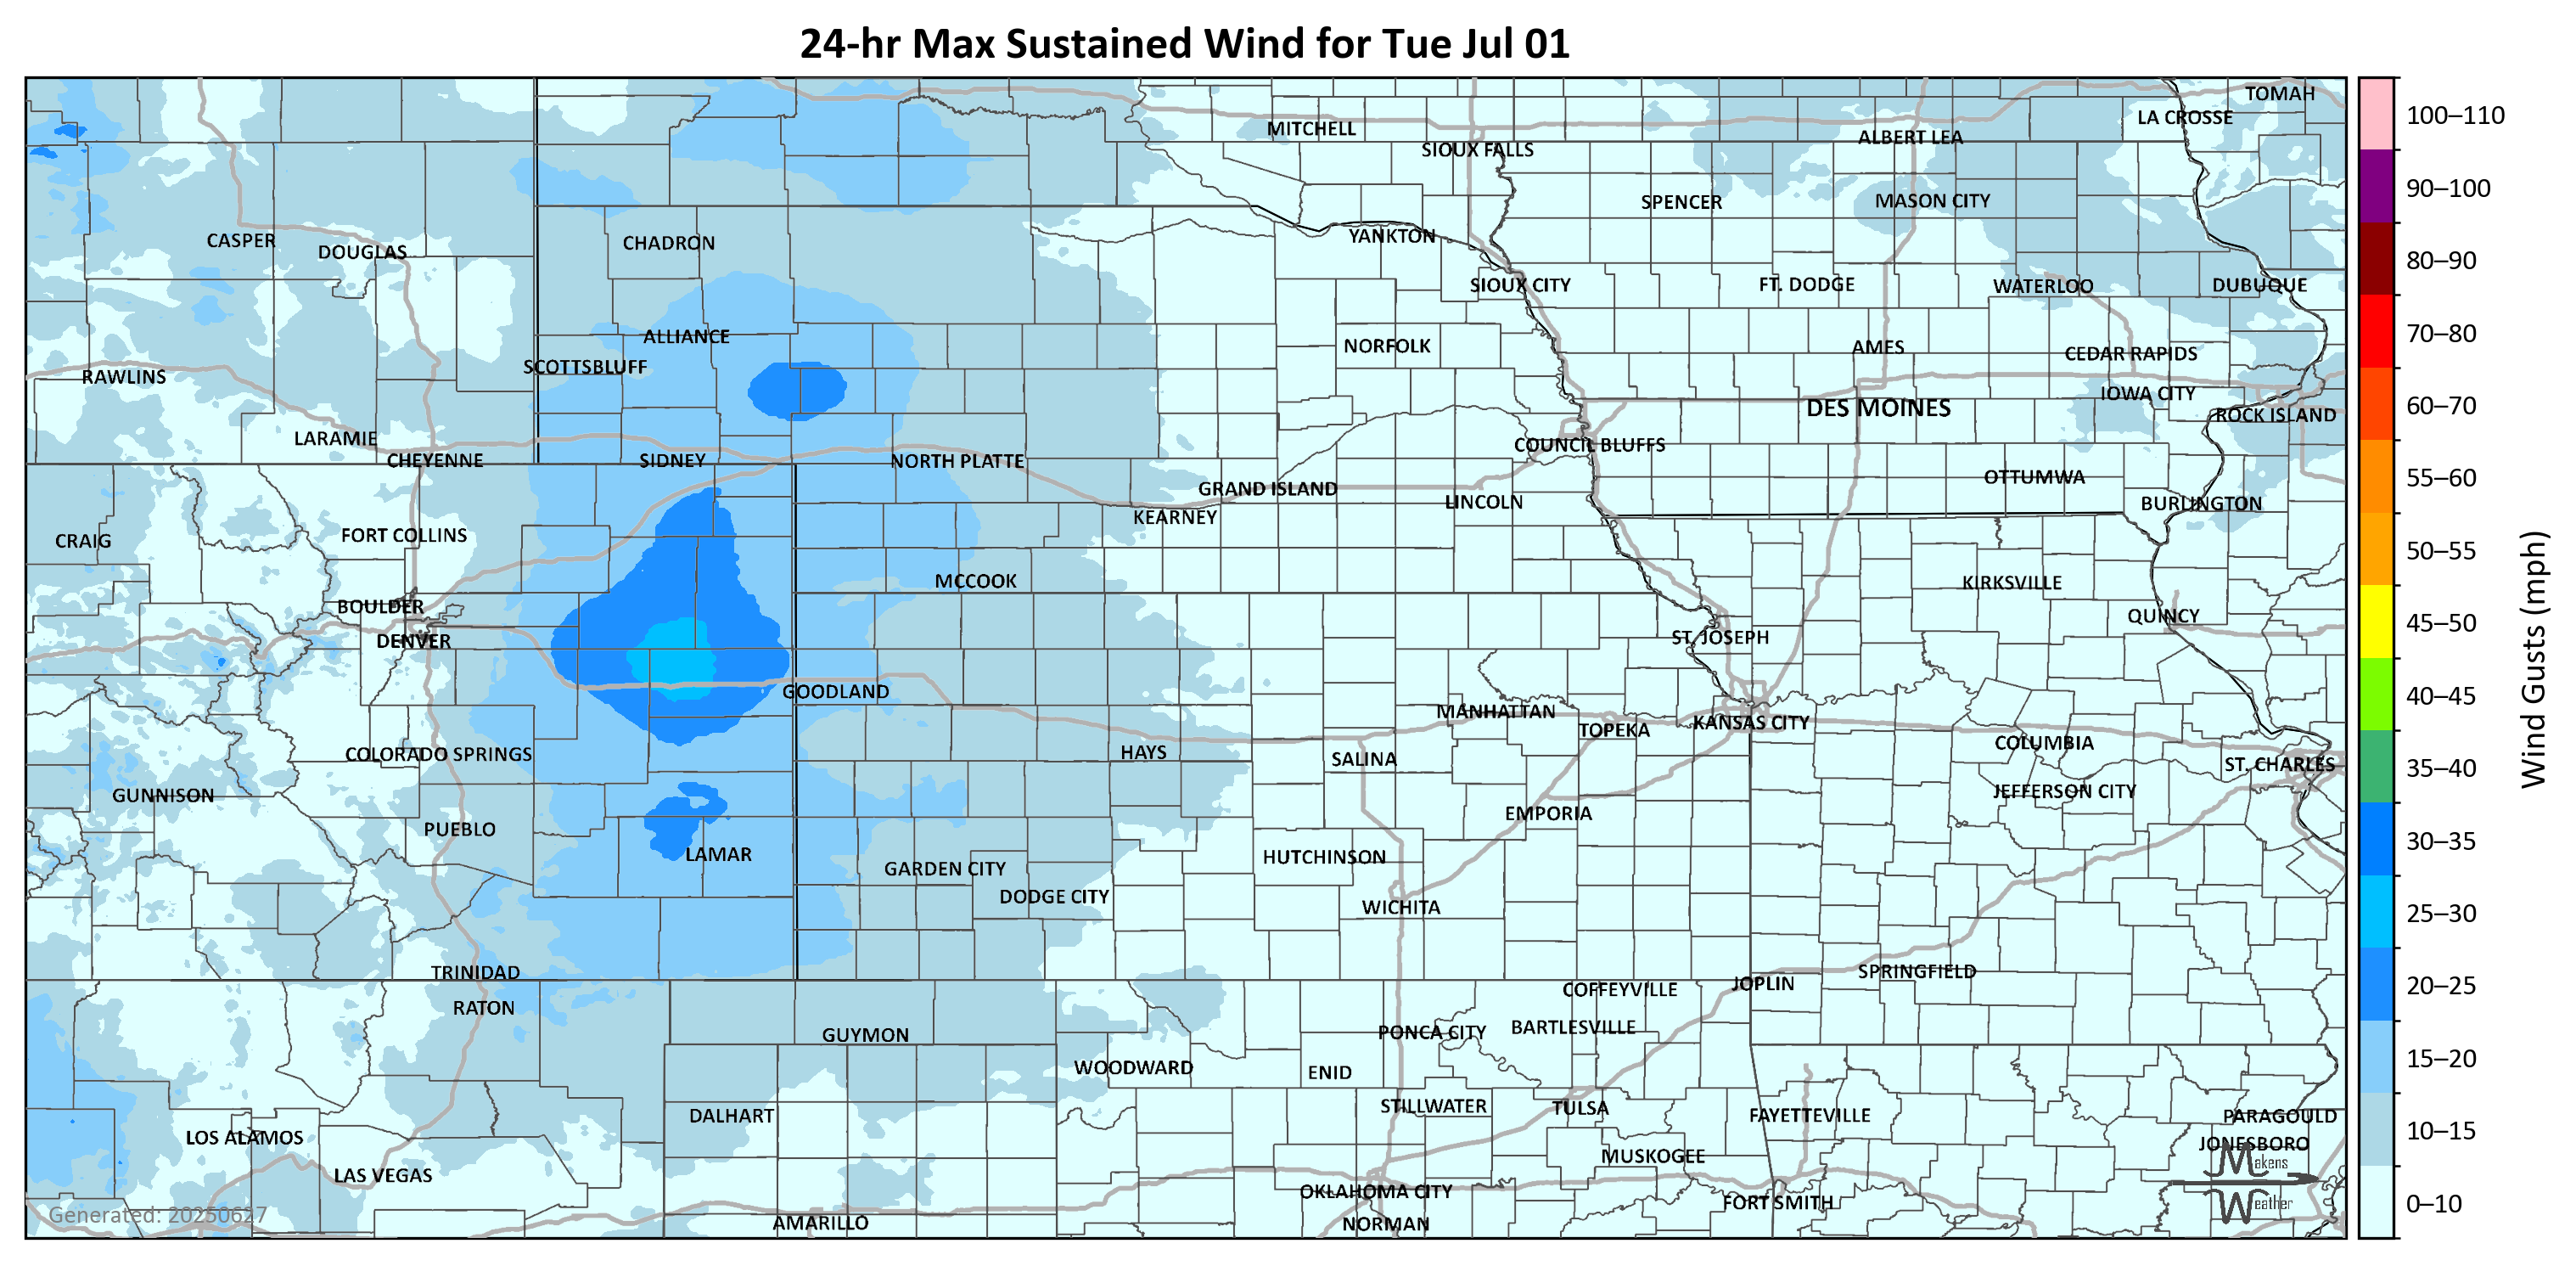 24-hr Max Sustained Wind for Tue Jul 01
TOMAH
LA CROSSE
MITCHELL
ALBERT LEA
SIOUX FALLS
SPENCER
MASON CITY
CASPER
DOUGLAS
CHADRON
YANKTON
SIOUX CITY
FT. DODGE
WATERLOO
DUBUQUE
ALLIANCE
NORFOLK
AMES
CEDAR RAPIDS
SCOTTSBLUFF
RAWLINS
IOWA CITY
DES MOINES
ROCK ISLAND
LARAMIE
COUNCIL BLUFFS
CHEYENNE
SIDNEY
NORTH PLATTE
OTTUMWA
GRAND ISLAND
LINCOLN
BURLINGTON
KEARNEY
CRAIG
FORT COLLINS
MCCOOK
KIRKSVILLE
BOULDER
QUINCY
DENVER
ST. JOSEPH
GOODLAND
MANHATTAN
TOPEKA
KANSAS CITY
COLORADO SPRINGS
HAYS
SALINA
COLUMBIA
ST. CHARLES
GUNNISON
JEFFERSON CITY
EMPORIA
PUEBLO
LAMAR
HUTCHINSON
GARDEN CITY
DODGE CITY
WICHITA
TRINIDAD
SPRINGFIELD
JOPLIN
COFFEYVILLE
RATON
GUYMON
PONCA CITY
BARTLESVILLE
WOODWARD
ENID
DALHART
STILLWATER
TULSA
FAYETTEVILLE
PARAGOULD
LOS ALAMOS
JONESBORO
MUSKOGEE
LAS VEGAS
OKLAHOMA CITY
FORT SMITH
AMARILLO
NORMAN
Generated: 20250627
Makens
Weather
100–110
90–100
80–90
70–80
60–70
55–60
50–55
45–50
40–45
35–40
30–35
25–30
20–25
15–20
10–15
0–10
Wind Gusts (mph)